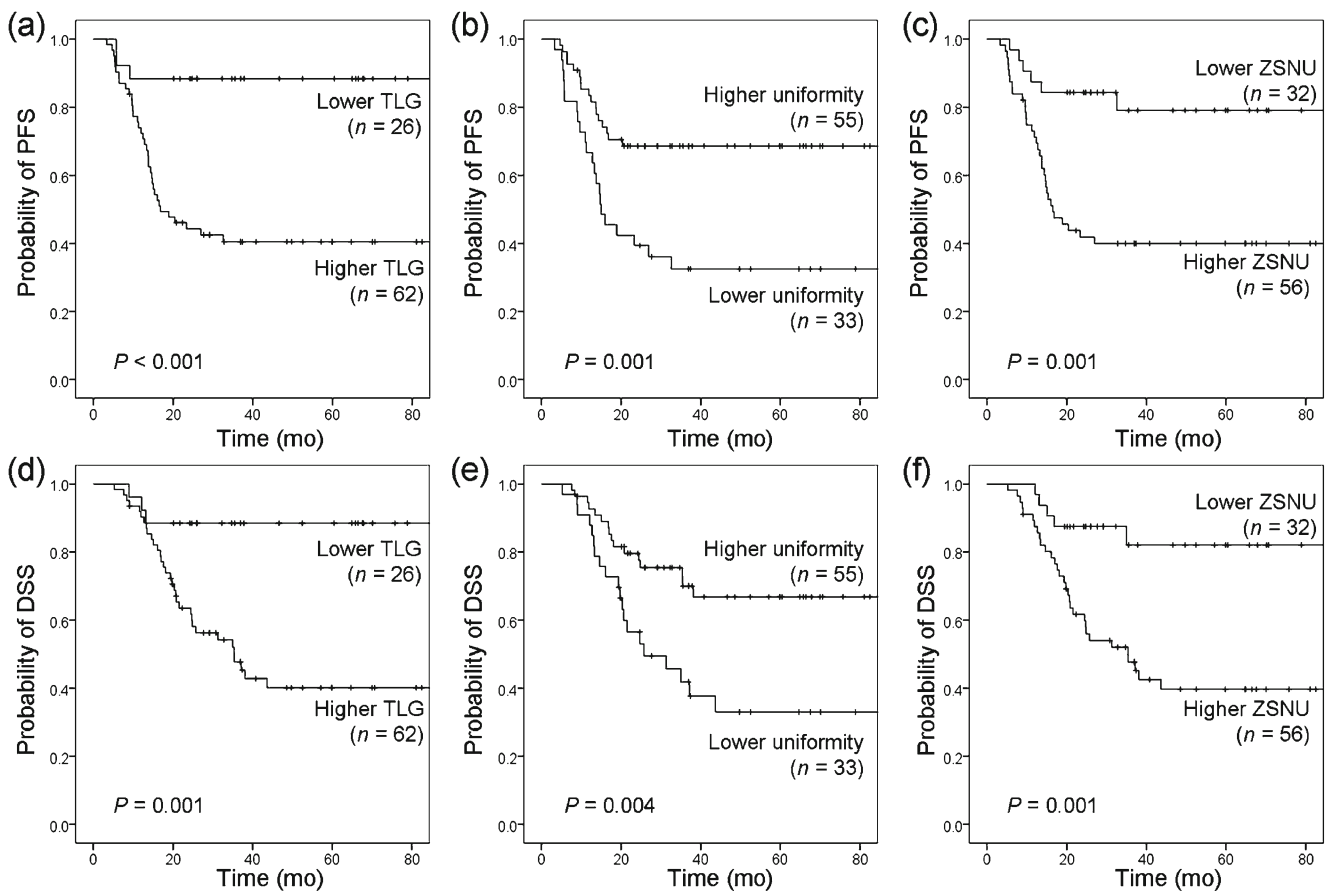 (a)
Probability of PFS
1.0
0.8
0.6
0.4
0.2
0.0
Lower TLG
(n = 26)
Higher TLG
(n = 62)
P < 0.001
0 20 40 60 80
Time (mo)
(b)
Probability of PFS
1.0
0.8
0.6
0.4
0.2
0.0
Higher uniformity
(n = 55)
Lower uniformity
(n = 33)
P = 0.001
0 20 40 60 80
Time (mo)
(c)
Probability of PFS
1.0
0.8
0.6
0.4
0.2
0.0
Lower ZSNU
(n = 32)
Higher ZSNU
(n = 56)
P = 0.001
0 20 40 60 80
Time (mo)
(d)
Probability of DSS
1.0
0.8
0.6
0.4
0.2
0.0
Lower TLG
(n = 26)
Higher TLG
(n = 62)
P = 0.001
0 20 40 60 80
Time (mo)
(e)
Probability of DSS
1.0
0.8
0.6
0.4
0.2
0.0
Higher uniformity
(n = 55)
Lower uniformity
(n = 33)
P = 0.004
0 20 40 60 80
Time (mo)
(f)
Probability of DSS
1.0
0.8
0.6
0.4
0.2
0.0
Lower ZSNU
(n = 32)
Higher ZSNU
(n = 56)
P = 0.001
0 20 40 60 80
Time (mo)